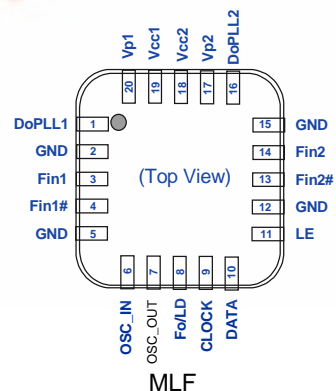 Vp1
Vcc1
Vcc2
Vp2
DoPLL2
20
19
18
17
16
DoPLL1 1
GND 2
Fin1 3
Fin1# 4
GND 5
(Top View)
15 GND
14 Fin2
13 Fin2#
12 GND
11 LE
6
7
8
9
10
OSC_IN
OSC_OUT
Fo/LD
CLOCK
DATA
MLF